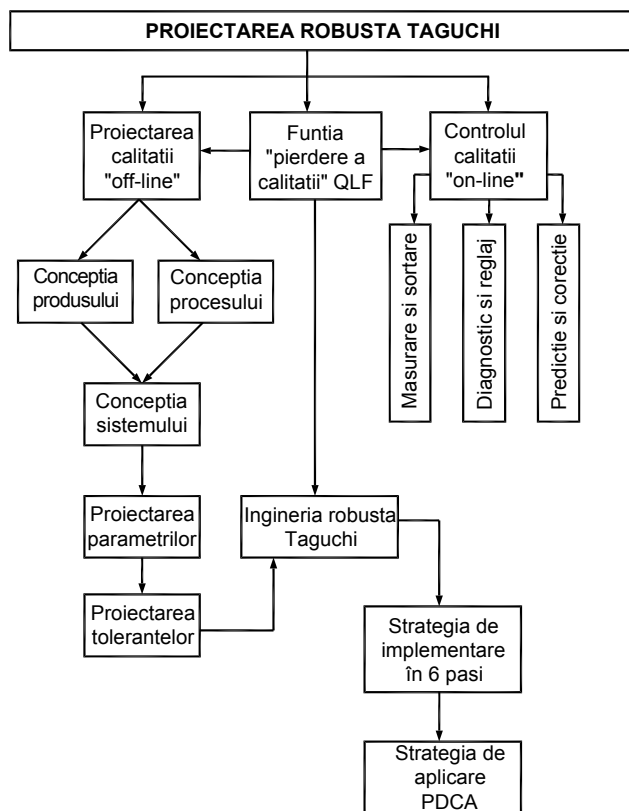 PROIECTAREA ROBUSTA TAGUCHI
Proiectarea
calitatii
"off-line"
Funtia
"pierdere a
calitatii" QLF
Controlul
calitatii
"on-line"
Conceptia
produsului
Conceptia
procesului
Masurare si sortare
Diagnostic si reglaj
Predictie si corectie
Conceptia
sistemului
Proiectarea
parametrilor
Ingineria robusta
Taguchi
Proiectarea
tolerantelor
Strategia de
implementare
în 6 pasi
Strategia de
aplicare
PDCA